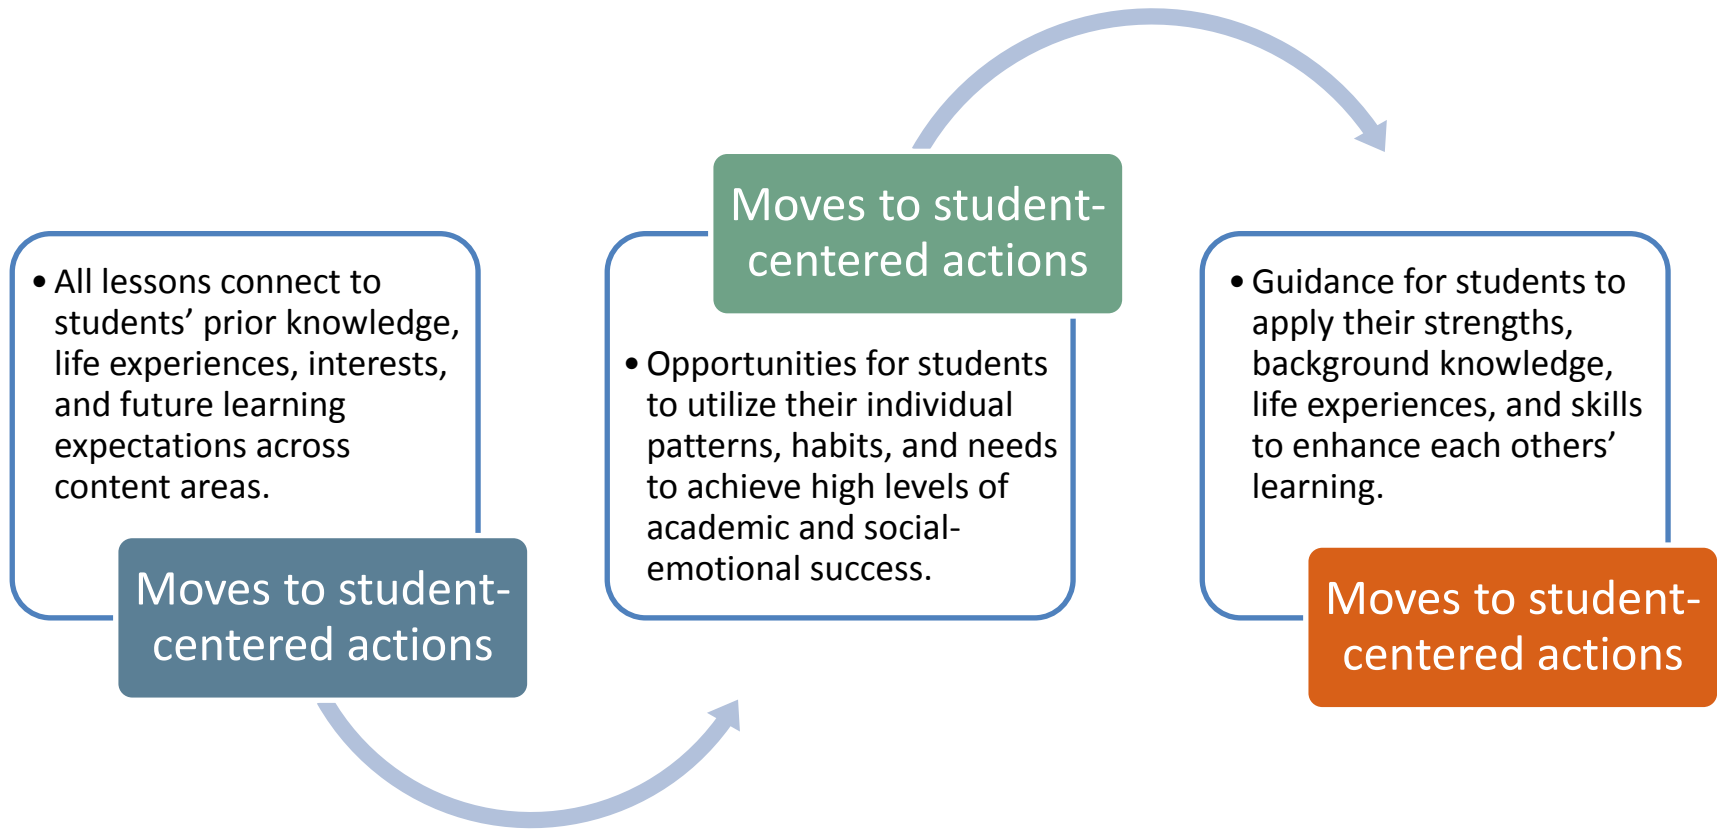 • All lessons connect to
students’ prior knowledge,
life experiences, interests,
and future learning
expectations across
content areas.
Moves to student-
centered actions
Moves to student-
centered actions
• Opportunities for students
to utilize their individual
patterns, habits, and needs
to achieve high levels of
academic and social-
emotional success.
• Guidance for students to
apply their strengths,
background knowledge,
life experiences, and skills
to enhance each others’
learning.
Moves to student-
centered actions